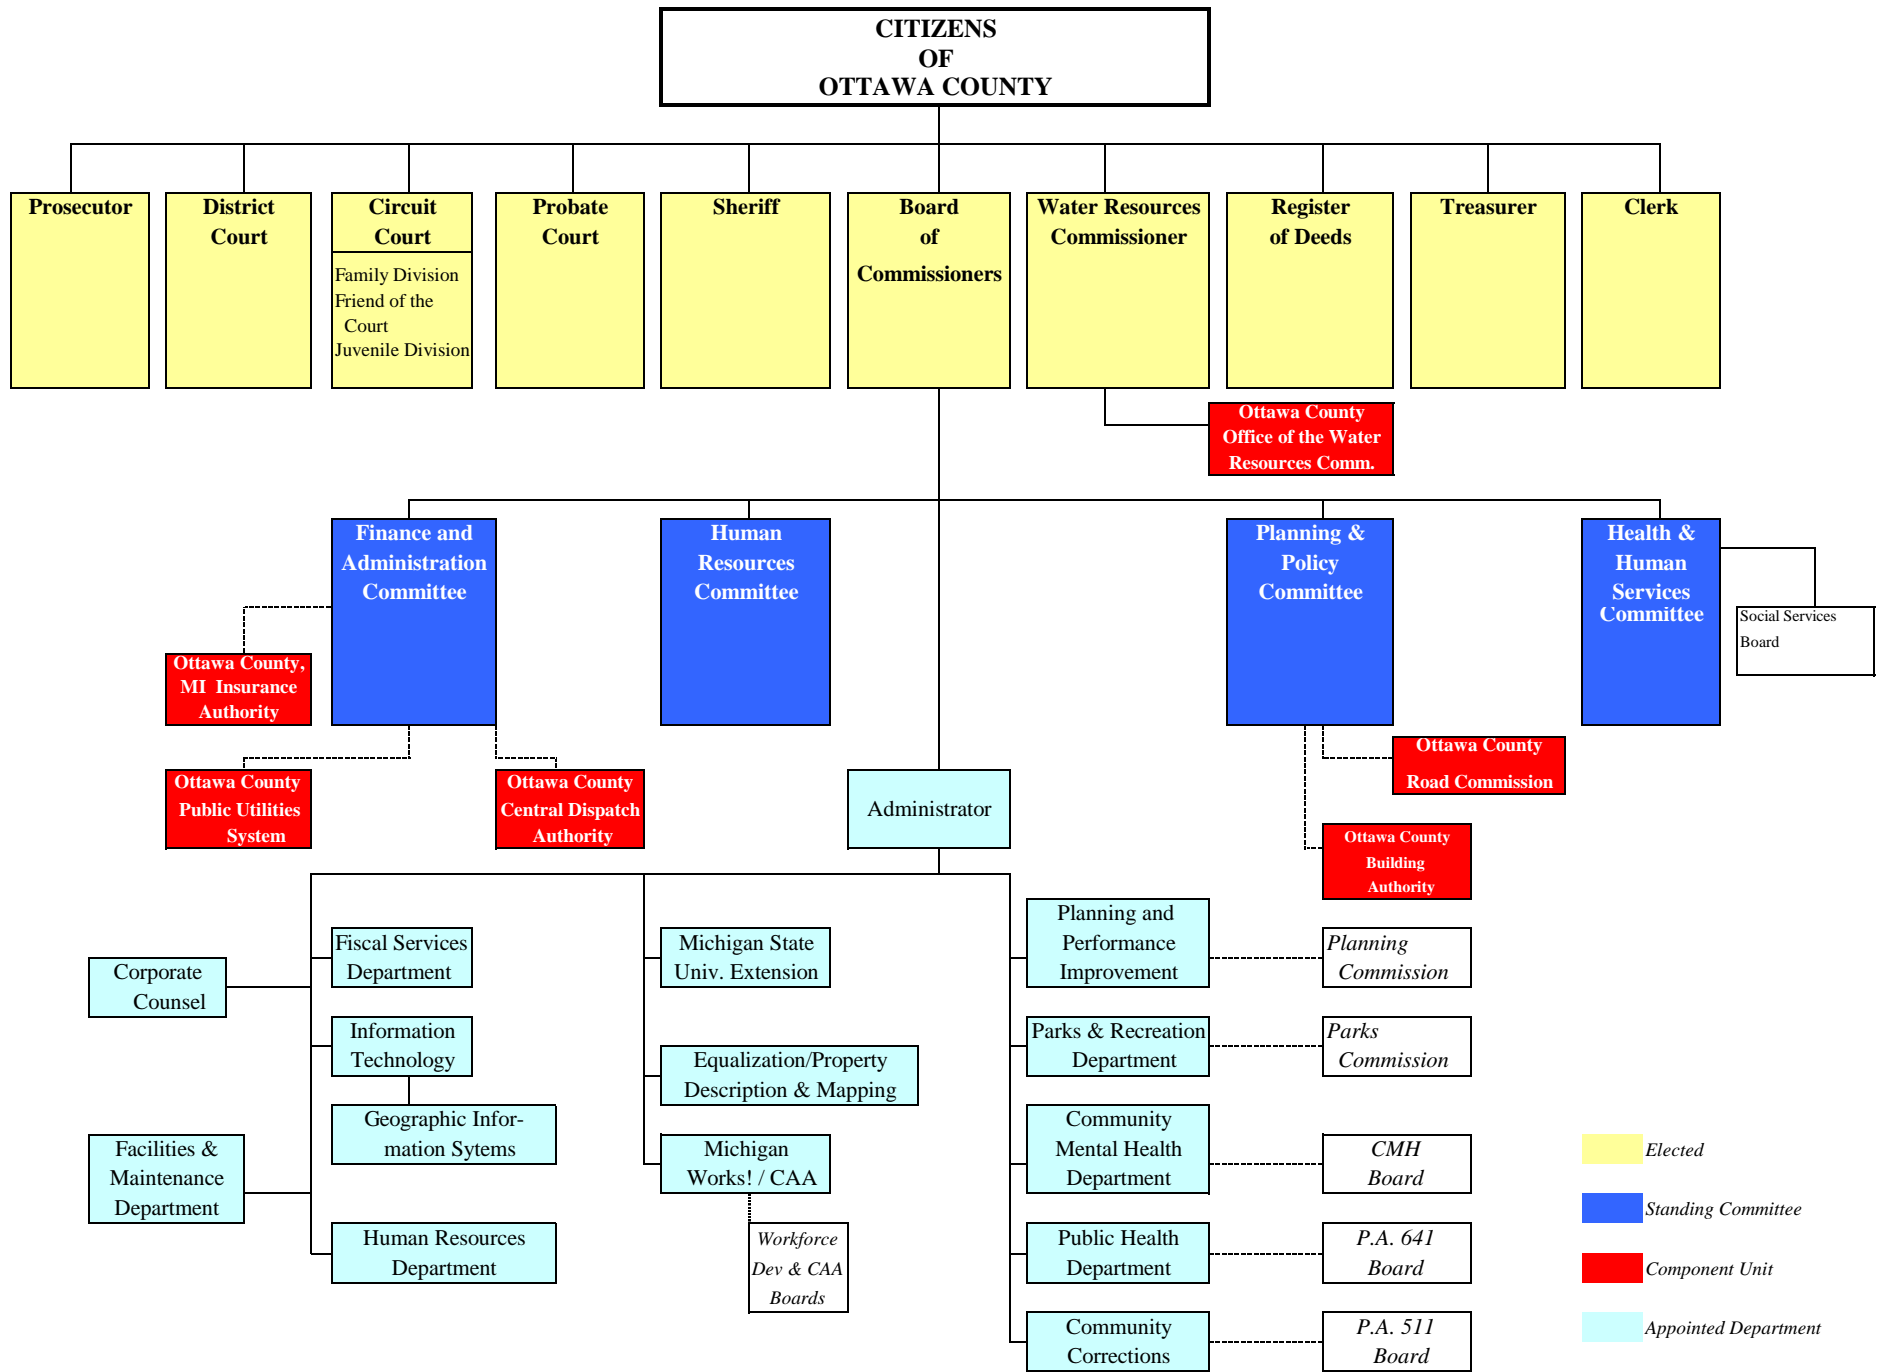 CITIZENS
OF
OTTAWA COUNTY
Prosecutor
District
Court
Circuit
Court
Family Division
Friend of the
Court
Juvenile Division
Probate
Court
Sheriff
Board
of
Commissioners
Water Resources
Commissioner
Register
of Deeds
Treasurer
Clerk
Ottawa County
Office of the Water
Resources Comm.
Finance and
Administration
Committee
Human
Resources
Committee
Planning &
Policy
Committee
Health &
Human
Services
Committee
Social Services
Board
Ottawa County,
MI Insurance
Authority
Ottawa County
Public Utilities
System
Ottawa County
Central Dispatch
Authority
Administrator
Ottawa County
Road Commission
Ottawa County
Building
Authority
Corporate
Counsel
Facilities &
Maintenance
Department
Fiscal Services
Department
Information
Technology
Geographic Infor-
mation Sytems
Human Resources
Department
Michigan State
Univ. Extension
Equalization/Property
Description & Mapping
Michigan
Works! / CAA
Workforce
Dev & CAA
Boards
Planning and
Performance
Improvement
Planning
Commission
Parks & Recreation
Department
Parks
Commission
Community
Mental Health
Department
CMH
Board
Public Health
Department
P.A. 641
Board
Community
Corrections
P.A. 511
Board
Elected
Standing Committee
Component Unit
Appointed Department